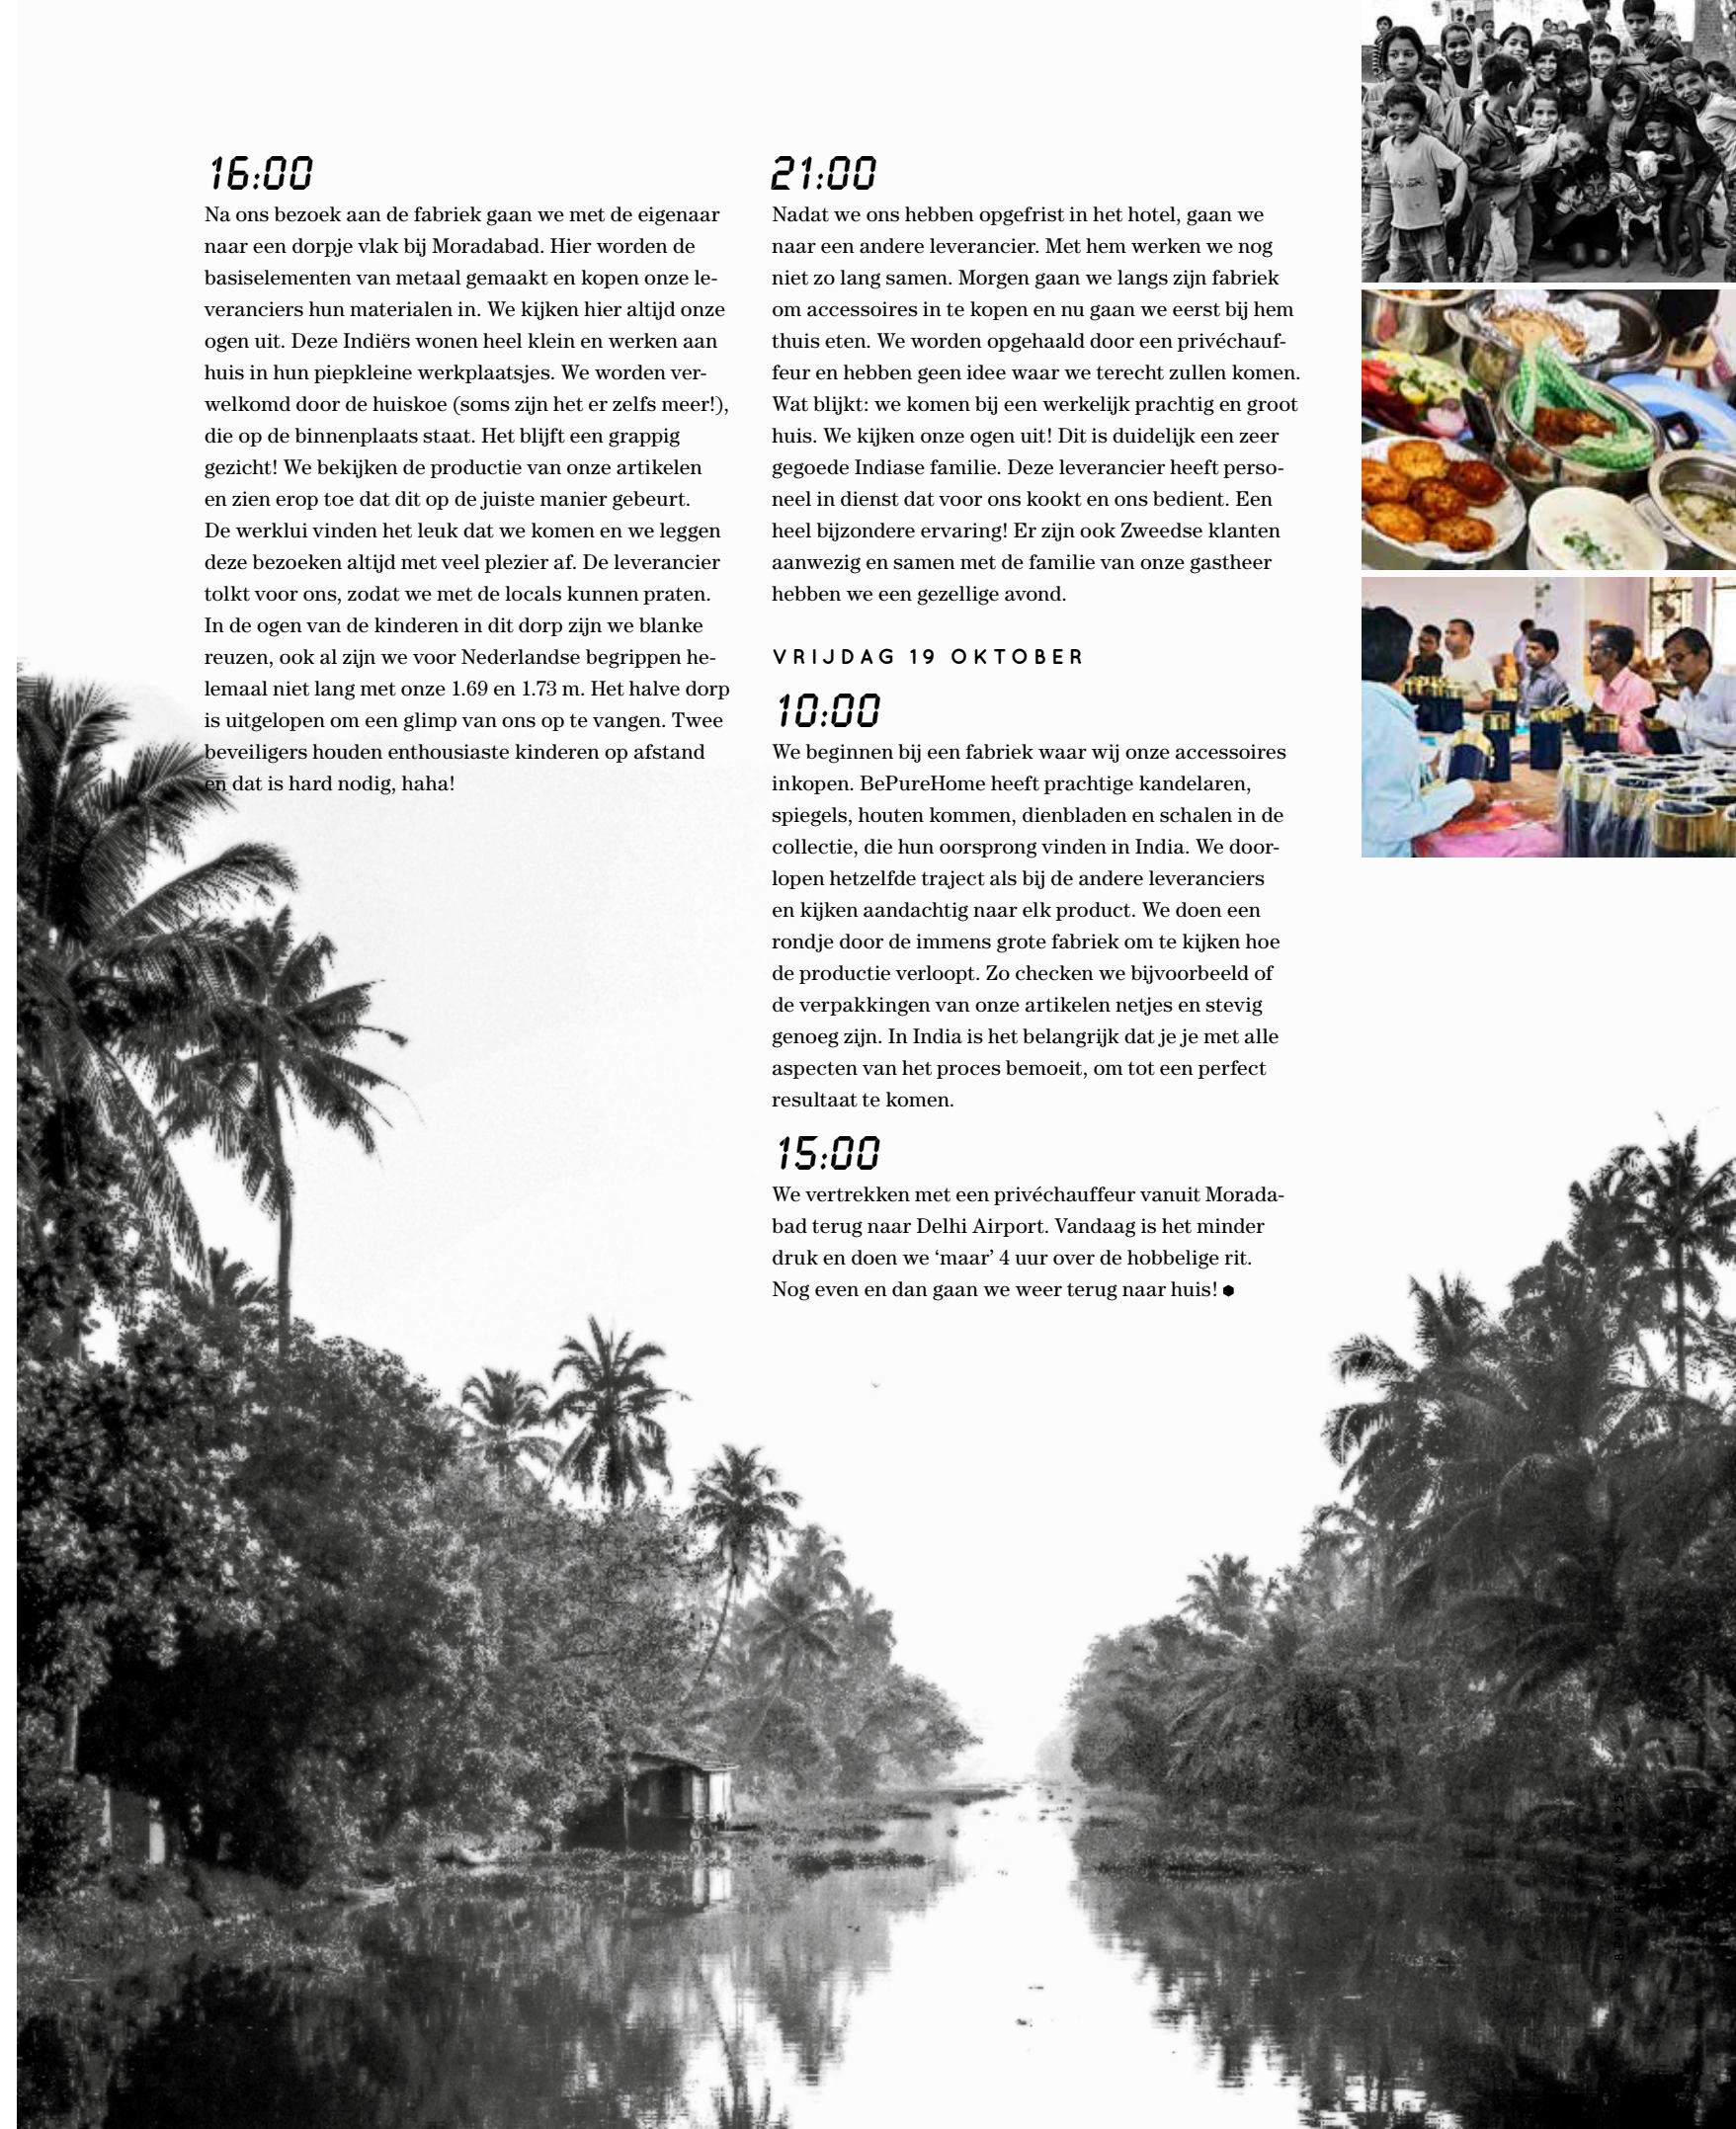 16:00
Na ons bezoek aan de fabriek gaan we met de eigenaar
naar een dorpje vlak bij Moradabad. Hier worden de
basiselementen van metaal gemaakt en kopen onze le-
veranciers hun materialen in. We kijken hier altijd onze
ogen uit. Deze Indiërs wonen heel klein en werken aan
huis in hun piepkleine werkplaatsjes. We worden ver-
welkomd door de huiskoe (soms zijn het er zelfs meer!),
die op de binnenplaats staat. Het blijft een grappig
gezicht! We bekijken de productie van onze artikelen
en zien erop toe dat dit op de juiste manier gebeurt.
De werklui vinden het leuk dat we komen en we leggen
deze bezoeken altijd met veel plezier af. De leverancier
tolkt voor ons, zodat we met de locals kunnen praten.
In de ogen van de kinderen in dit dorp zijn we blanke
reuzen, ook al zijn we voor Nederlandse begrippen he-
lemaal niet lang met onze 1.69 en 1.73 m. Het halve dorp
is uitgelopen om een glimp van ons op te vangen. Twee
beveiligers houden enthousiaste kinderen op afstand
en dat is hard nodig, haha!
21:00
Nadat we ons hebben opgefrist in het hotel, gaan we
naar een andere leverancier. Met hem werken we nog
niet zo lang samen. Morgen gaan we langs zijn fabriek
om accessoires in te kopen en nu gaan we eerst bij hem
thuis eten. We worden opgehaald door een privéchauf-
feur en hebben geen idee waar we terecht zullen komen.
Wat blijkt: we komen bij een werkelijk prachtig en groot
huis. We kijken onze ogen uit! Dit is duidelijk een zeer
gegoede Indiase familie. Deze leverancier heeft perso-
neel in dienst dat voor ons kookt en ons bedient. Een
heel bijzondere ervaring! Er zijn ook Zweedse klanten
aanwezig en samen met de familie van onze gastheer
hebben we een gezellige avond.
VRIJDAG 19 OKTOBER
10:00
We beginnen bij een fabriek waar wij onze accessoires
inkopen. BePureHome heeft prachtige kandelaren,
spiegels, houten kommen, dienbladen en schalen in de
collectie, die hun oorsprong vinden in India. We door-
lopen hetzelfde traject als bij de andere leveranciers
en kijken aandachtig naar elk product. We doen een
rondje door de immens grote fabriek om te kijken hoe
de productie verloopt. Zo checken we bijvoorbeeld of
de verpakkingen van onze artikelen netjes en stevig
genoeg zijn. In India is het belangrijk dat je je met alle
aspecten van het proces bemoeit, om tot een perfect
resultaat te komen.
15:00
We vertrekken met een privéchauffeur vanuit Morada-
bad terug naar Delhi Airport. Vandaag is het minder
druk en doen we ‘maar’ 4 uur over de hobbelige rit.
Nog even en dan gaan we weer terug naar huis!